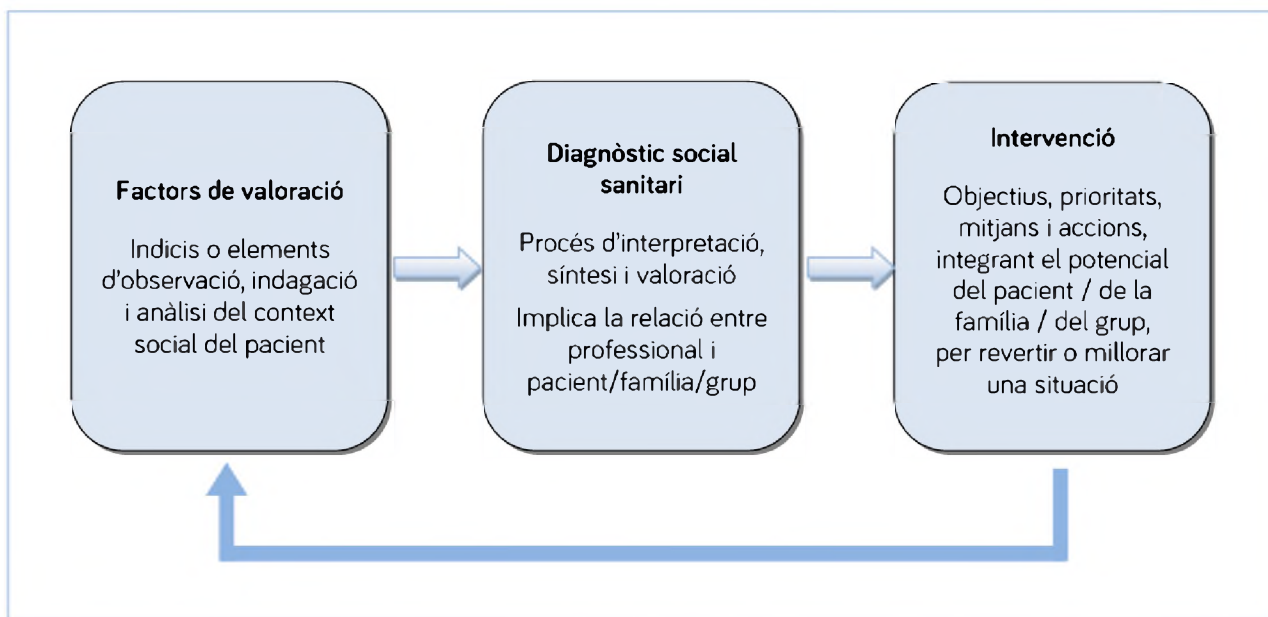 Factors de valoració
Indicis o elements
d'observació, indagació
i anàlisi del context
social del pacient
Diagnòstic social
sanitari
Procés d'interpretació,
síntesi i valoració
Implica la relació entre
professional i
pacient/família/grup
Intervenció
Objectius, prioritats,
mitjans i accions,
integrant el potencial
del pacient / de la
família / del grup,
per revertir o millorar
una situació